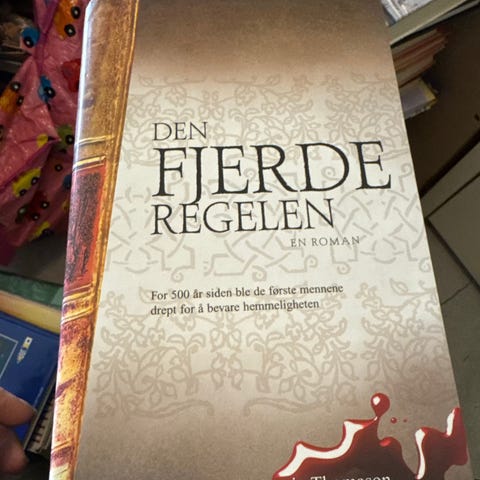 DEN
FJERDE
REGELEN
EN ROMAN
For 500 år siden ble de første mennene
drept for å bevare hemmeligheten